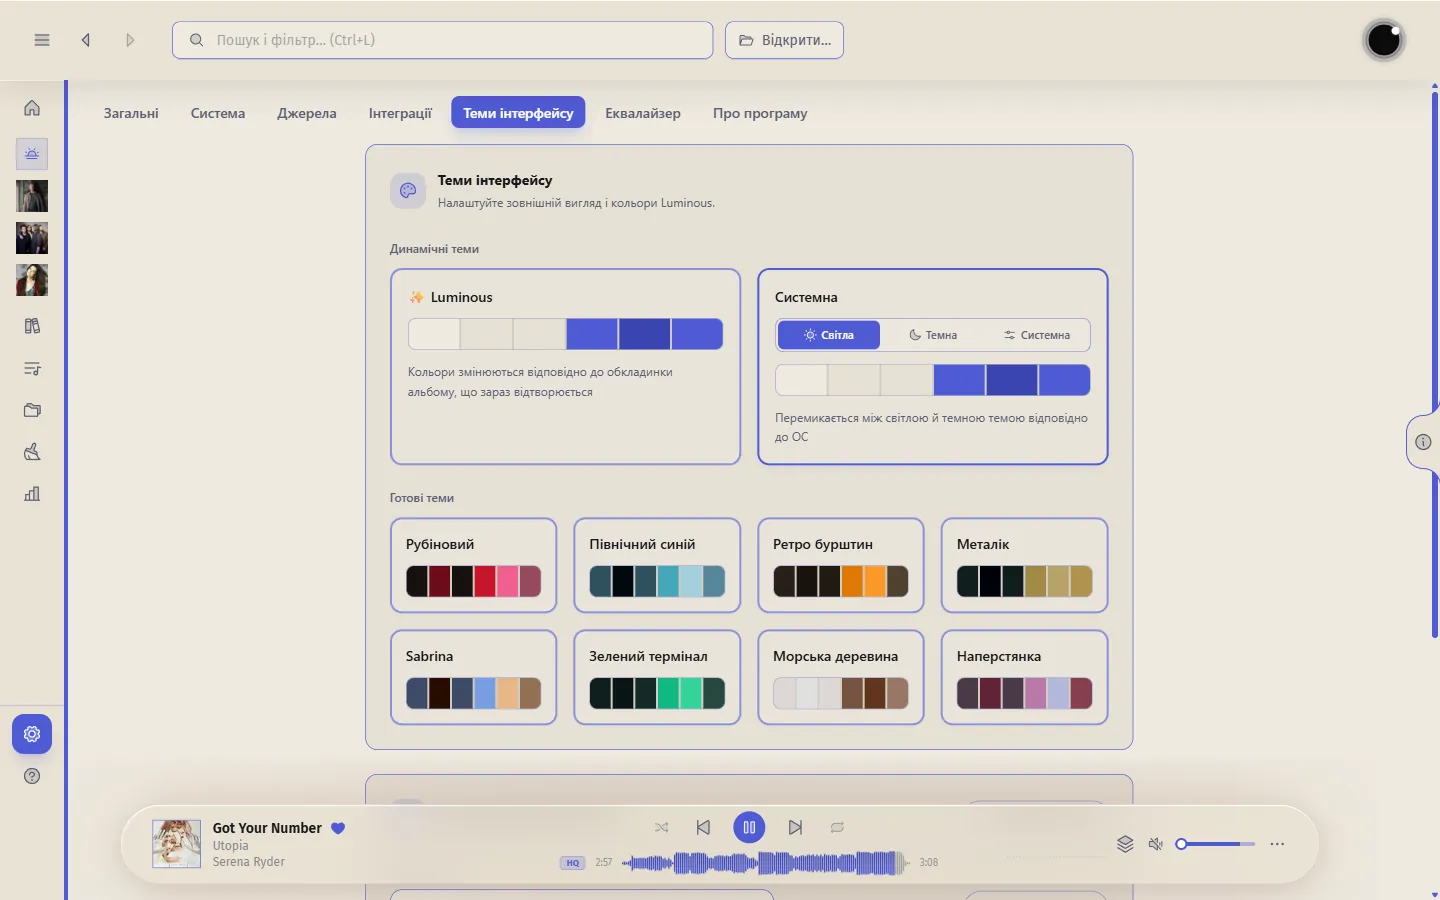 Пошук і фільтр... (Ctrl+L)
Відкрити...
Загальні
Система
Джерела
Інтеграції
Теми інтерфейсу
Еквалайзер
Про програму
Теми інтерфейсу
Налаштуйте зовнішній вигляд і кольори Luminous.
Динамічні теми
Luminous
Кольори змінюються відповідно до обкладинки
альбому, що зараз відтворюється
Системна
Світла
Темна
Системна
Перемикається між світлою й темною темою відповідно
до ОС
Готові теми
Рубіновий
Північний синій
Ретро бурштин
Металік
Sabrina
Зелений термінал
Морська деревина
Наперстянка
Got Your Number
Utopia
Serena Ryder
HQ
2:57
3:08